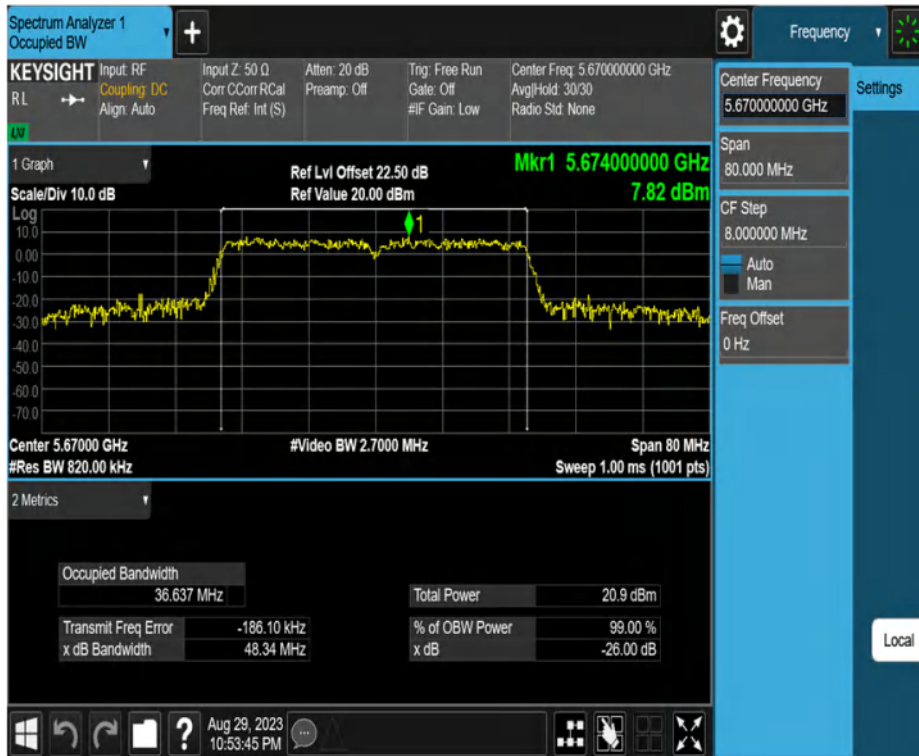 Spectrum Analyzer 1
Occupied BW
+
Frequency
KEYSIGHT
R L
LXI
Input: RF
Coupling: DC
Align: Auto
Input Z: 50 Ω
Corr CCorr RCal
Freq Ref: Int (S)
Atten: 20 dB
Preamp: Off
Trig: Free Run
Gate: Off
#IF Gain: Low
Center Freq: 5.670000000 GHz
Avg|Hold: 30/30
Radio Std: None
Center Frequency
5.670000000 GHz
Settings
Span
80.000 MHz
CF Step
8.000000 MHz
Auto
Man
Freq Offset
0 Hz
1 Graph
Scale/Div 10.0 dB
Ref Lvl Offset 22.50 dB
Ref Value 20.00 dBm
Mkr1 5.674000000 GHz
7.82 dBm
Log
1
10.0
0.00
-10.0
-20.0
-30.0
-40.0
-50.0
-60.0
-70.0
Center 5.67000 GHz
#Video BW 2.7000 MHz
Span 80 MHz
#Res BW 820.00 kHz
Sweep 1.00 ms (1001 pts)
2 Metrics
Occupied Bandwidth
36.637 MHz
Total Power 20.9 dBm
Transmit Freq Error -186.10 kHz
% of OBW Power 99.00 %
x dB Bandwidth 48.34 MHz
x dB -26.00 dB
Local
?
Aug 29, 2023
10:53:45 PM